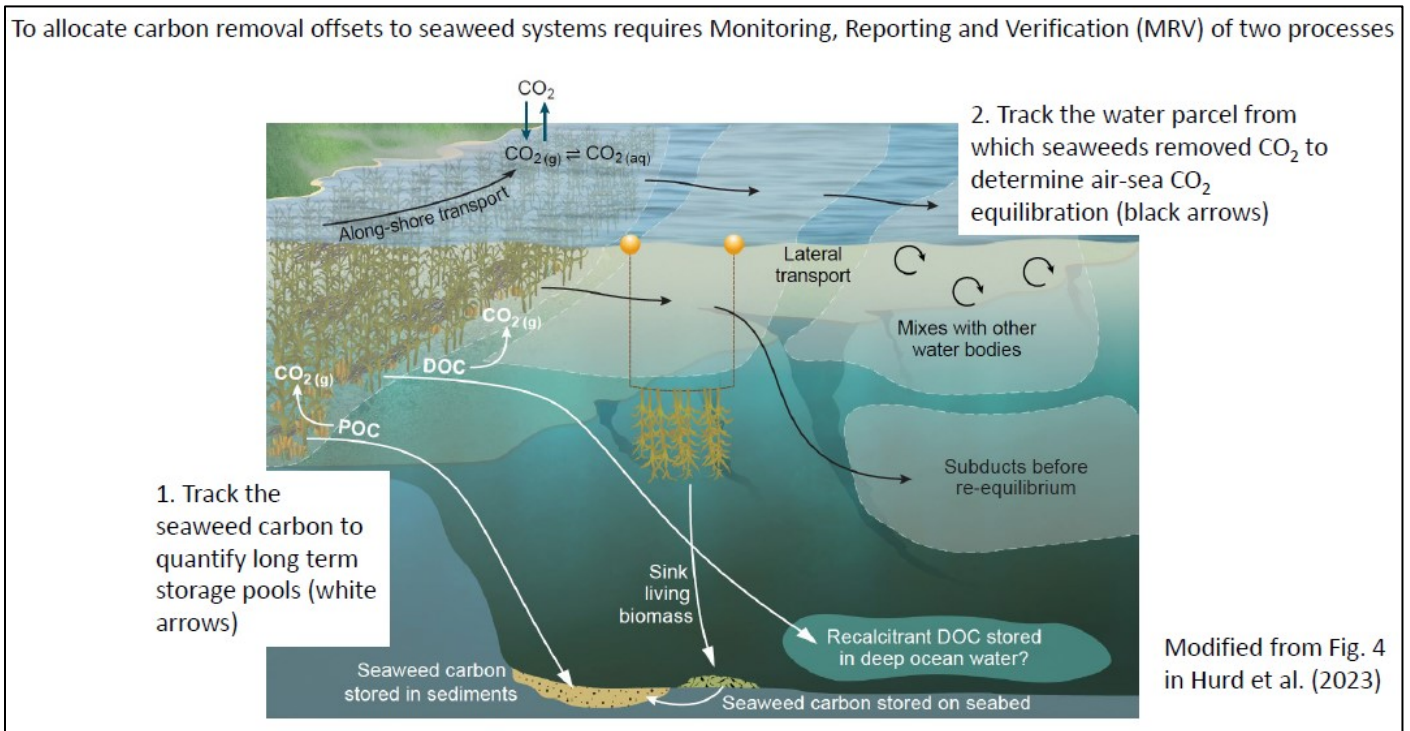 To allocate carbon removal offsets to seaweed systems requires Monitoring, Reporting and Verification (MRV) of two processes
CO₂
CO₂(g) ⇌ CO₂(aq)
Along-shore transport
2. Track the water parcel from
which seaweeds removed CO₂ to
determine air-sea CO₂
equilibration (black arrows)
Lateral
transport
Mixes with other
water bodies
CO₂(g)
DOC
CO₂(g)
POC
Subducts before
re-equilibrium
1. Track the
seaweed carbon to
quantify long term
storage pools (white
arrows)
Sink
living
biomass
Recalcitrant DOC stored
in deep ocean water?
Seaweed carbon
stored in sediments
Seaweed carbon stored on seabed
Modified from Fig. 4
in Hurd et al. (2023)